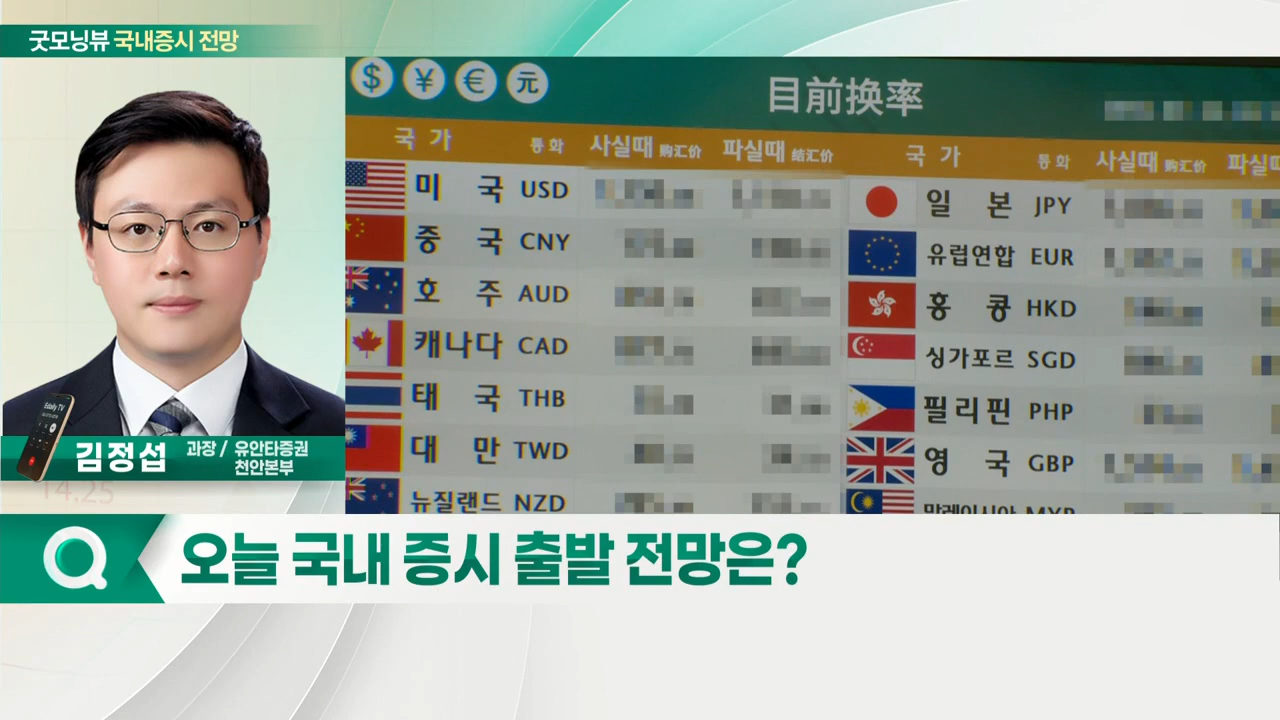 굿모닝뷰 국내증시 전망
$ ¥ € 元
目前换率
국 가 통화 사실때 购汇价 파실때 结汇价 국 가 통화 사실때 购汇价
미 국 USD
일 본 JPY
중 국 CNY
유럽연합 EUR
호 주 AUD
홍 콩 HKD
캐나다 CAD
싱가포르 SGD
태 국 THB
필리핀 PHP
대 만 TWD
영 국 GBP
뉴질랜드 NZD
Edaily TV
김정섭 과장 / 유안타증권
천안본부
14.25
오늘 국내 증시 출발 전망은?